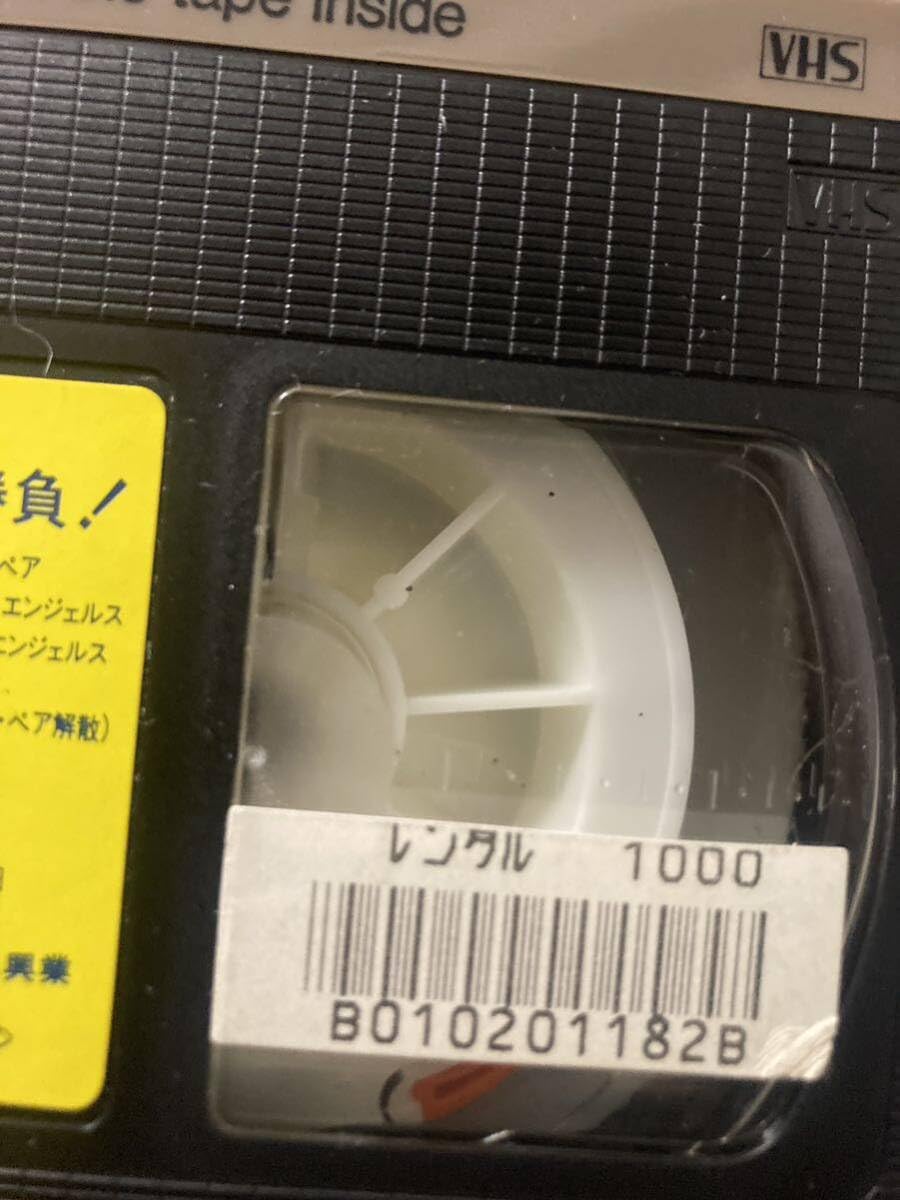 tape inside
VHS
VHS
勝負!
ペア
エンジェルス
エンジェルス
・ペア解散)
興業
レンタル 1000
B010201182B